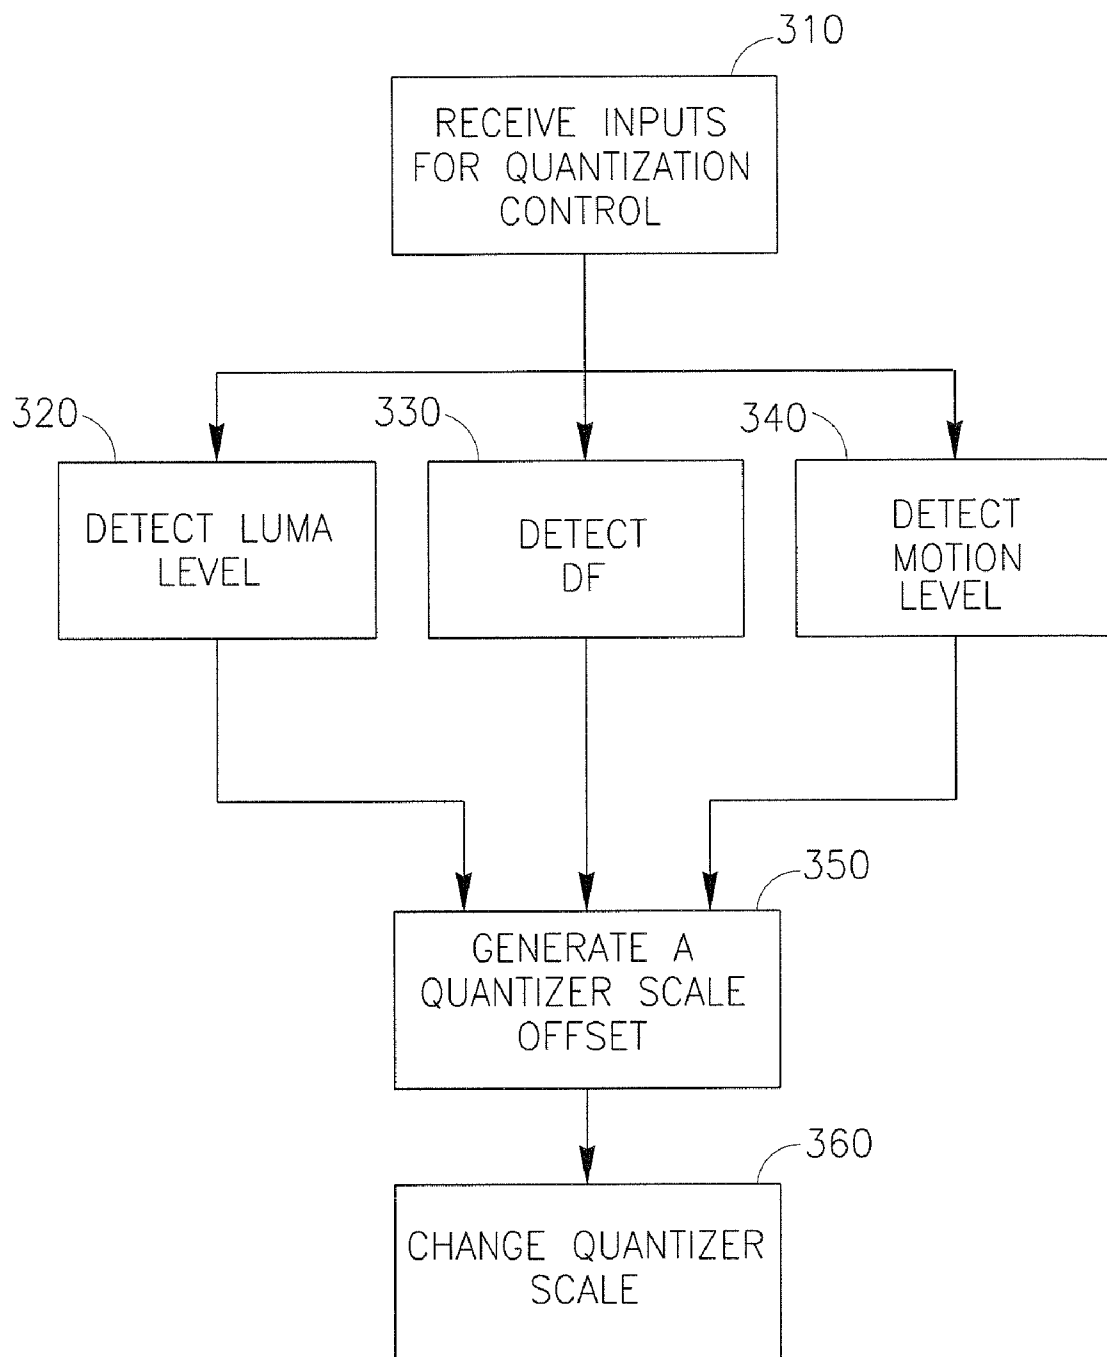 310
RECEIVE INPUTS
FOR QUANTIZATION
CONTROL
320
330
340
DETECT LUMA
LEVEL
DETECT
DF
DETECT
MOTION
LEVEL
350
GENERATE A
QUANTIZER SCALE
OFFSET
360
CHANGE QUANTIZER
SCALE